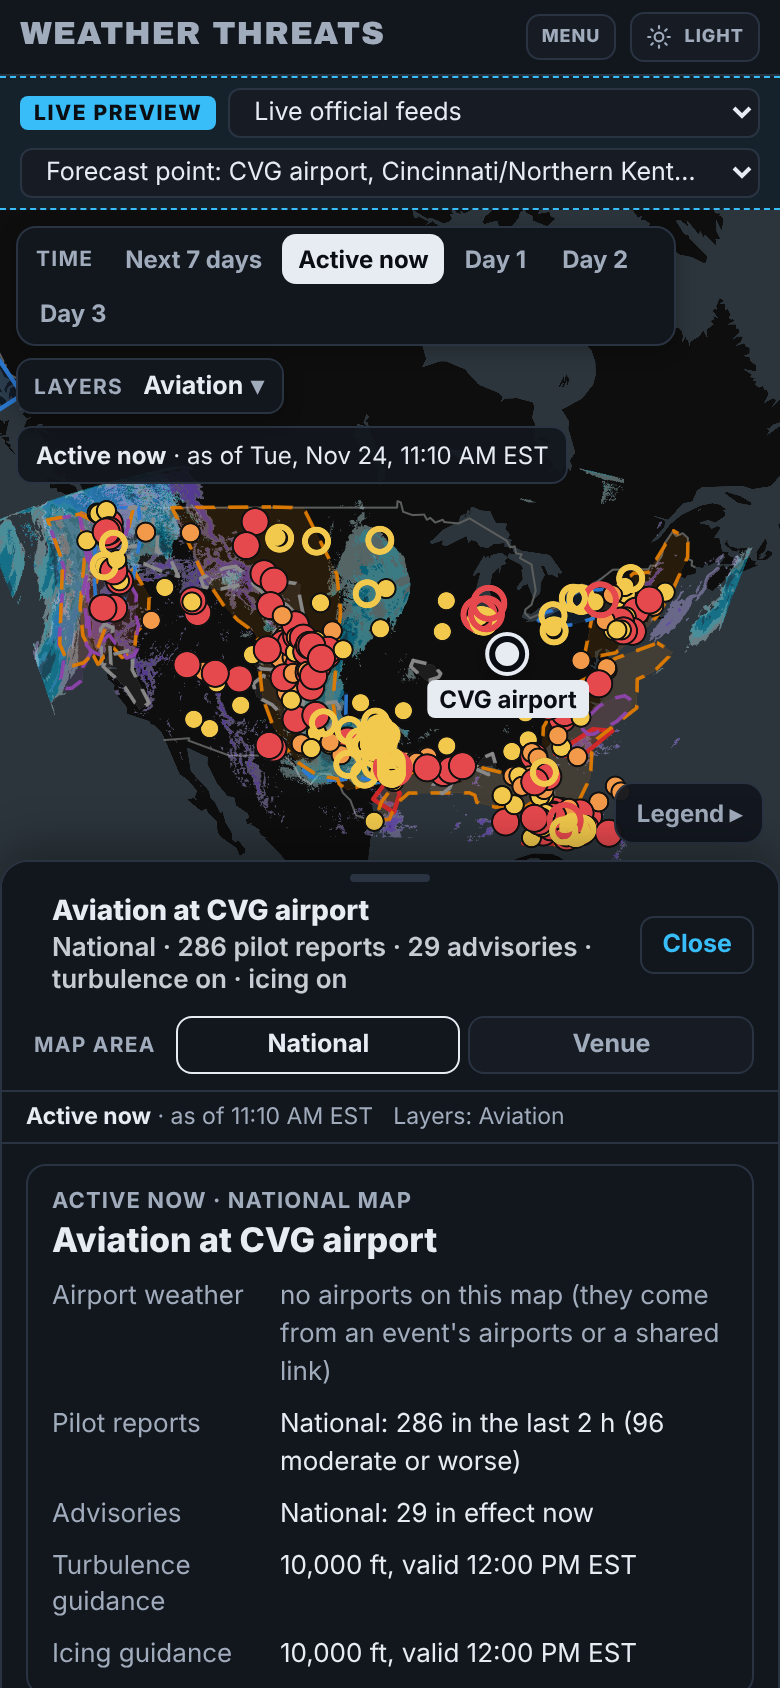 WEATHER THREATS
MENU
LIGHT
LIVE PREVIEW
Live official feeds
Forecast point: CVG airport, Cincinnati/Northern Kent...
TIME Next 7 days Active now Day 1 Day 2
Day 3
LAYERS Aviation ▾
Active now · as of Tue, Nov 24, 11:10 AM EST
CVG airport
Legend ▸
Aviation at CVG airport
National · 286 pilot reports · 29 advisories ·
turbulence on · icing on
Close
MAP AREA National Venue
Active now · as of 11:10 AM EST Layers: Aviation
ACTIVE NOW · NATIONAL MAP
Aviation at CVG airport
Airport weather no airports on this map (they come
from an event's airports or a shared
link)
Pilot reports National: 286 in the last 2 h (96
moderate or worse)
Advisories National: 29 in effect now
Turbulence 10,000 ft, valid 12:00 PM EST
guidance
Icing guidance 10,000 ft, valid 12:00 PM EST